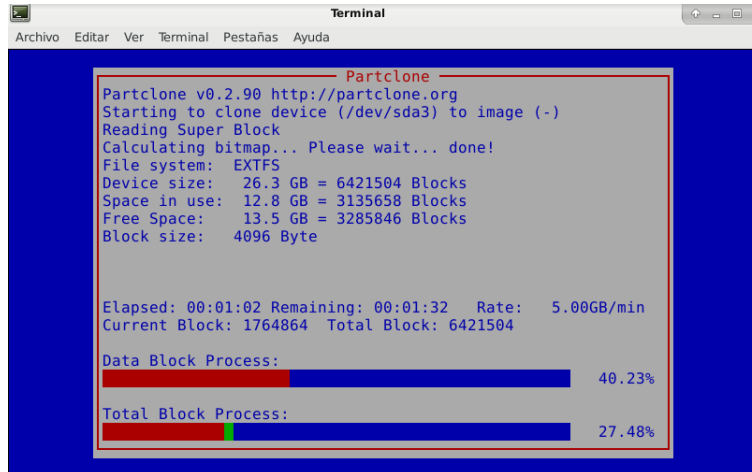 Terminal
Archivo Editar Ver Terminal Pestañas Ayuda
Partclone
Partclone v0.2.90 http://partclone.org
Starting to clone device (/dev/sda3) to image (-)
Reading Super Block
Calculating bitmap... Please wait... done!
File system: EXTFS
Device size: 26.3 GB = 6421504 Blocks
Space in use: 12.8 GB = 3135658 Blocks
Free Space: 13.5 GB = 3285846 Blocks
Block size: 4096 Byte
Elapsed: 00:01:02 Remaining: 00:01:32 Rate: 5.00GB/min
Current Block: 1764864 Total Block: 6421504
Data Block Process:
40.23%
Total Block Process:
27.48%